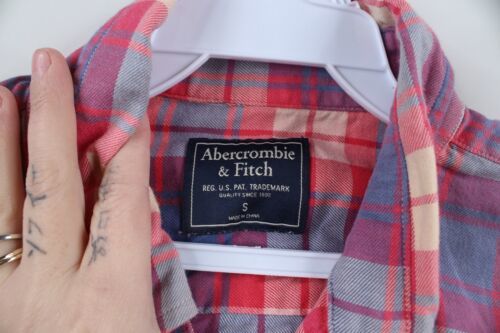 Abercrombie
& Fitch
REG. U.S. PAT. TRADEMARK
QUALITY SINCE 1892
S
MADE IN CHINA